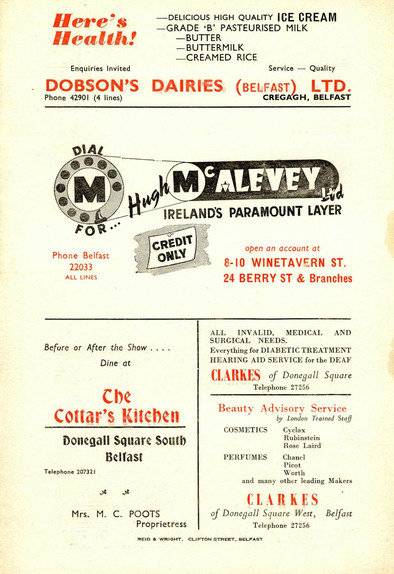 Here's
Health!
—DELICIOUS HIGH QUALITY ICE CREAM
—GRADE 'B' PASTEURISED MILK
—BUTTER
—BUTTERMILK
—CREAMED RICE
Enquiries Invited
Service — Quality
DOBSON'S DAIRIES (BELFAST) LTD.
Phone 42901 (4 lines)
CREGAGH, BELFAST
DIAL
M
FOR...
Hugh McALEVEY Ltd
IRELAND'S PARAMOUNT LAYER
CREDIT
ONLY
Phone Belfast
22033
ALL LINES
open an account at
8-10 WINETAVERN ST.
24 BERRY ST & Branches
Before or After the Show . . . .
Dine at
The
Cottar's Kitchen
Donegall Square South
Belfast
Telephone 207321
Mrs. M. C. POOTS
Proprietress
ALL INVALID, MEDICAL AND
SURGICAL NEEDS.
Everything for DIABETIC TREATMENT
HEARING AID SERVICE for the DEAF
CLARKES of Donegall Square
Telephone 27256
Beauty Advisory Service
by London Trained Staff
COSMETICS Cyclax
Rubinstein
Rose Laird
PERFUMES Chanel
Picot
Worth
and many other leading Makers
CLARKES
of Donegall Square West, Belfast
Telephone 27256
REID & WRIGHT, CLIFTON STREET, BELFAST